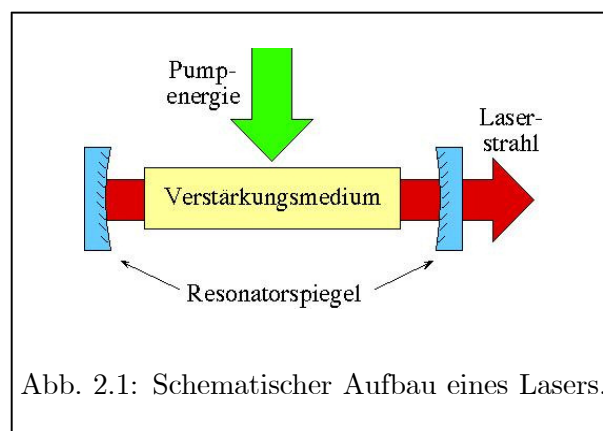 Pump-
energie
Laser-
strahl
Verstärkungsmedium
Resonatorspiegel
Abb. 2.1: Schematischer Aufbau eines Lasers.